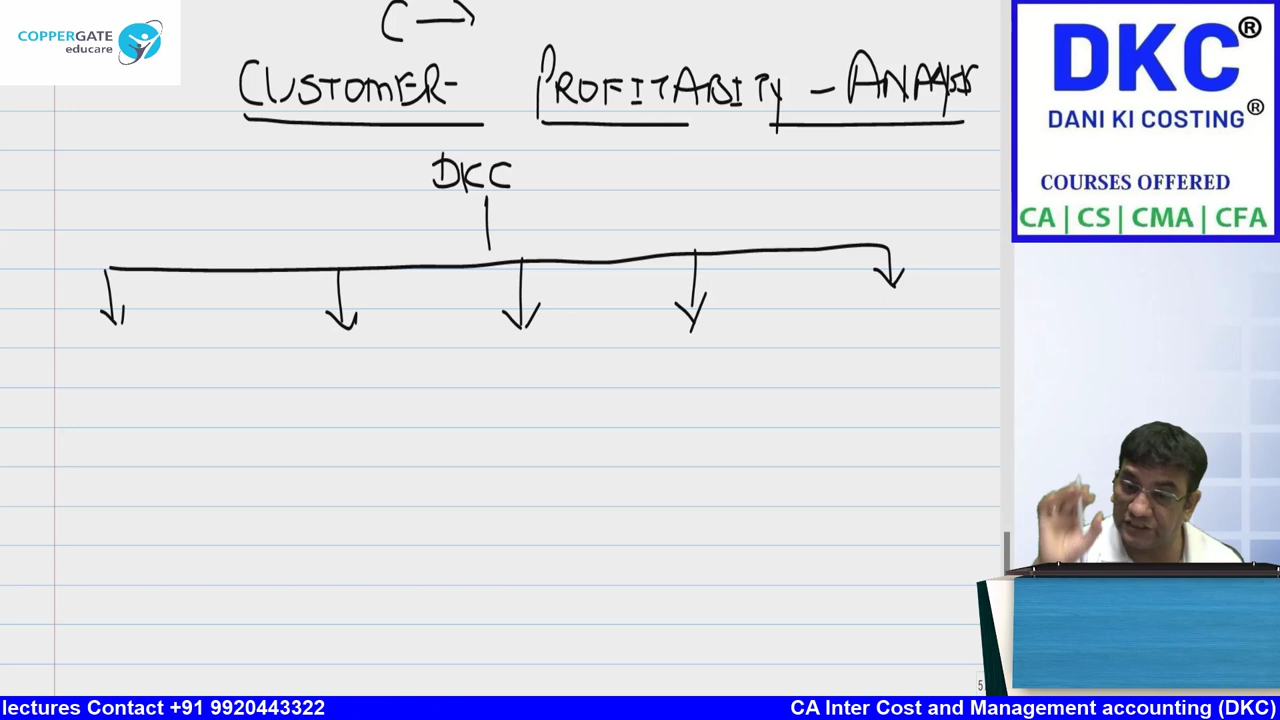 COPPERGATE
educare
C →
CUSTOMER- PROFITABILITY - ANALYSIS
DKC
DKC®
DANI KI COSTING®
COURSES OFFERED
CA | CS | CMA | CFA
5
lectures Contact +91 9920443322
CA Inter Cost and Management accounting (DKC)